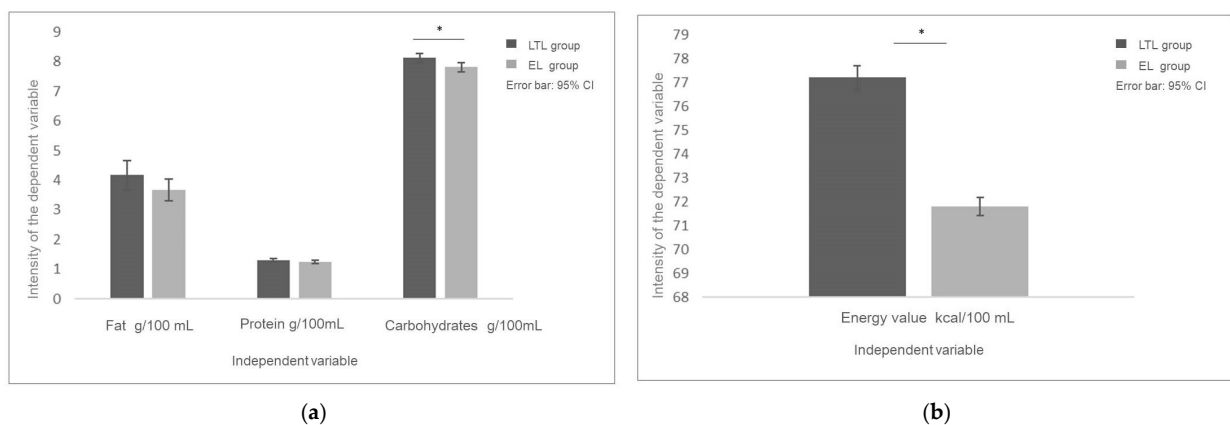 9
8
7
6
5
4
3
2
1
0
Intensity of the dependent variable
*
LTL group
EL group
Error bar: 95% CI
Fat g/100 mL
Protein g/100mL
Carbohydrates g/100mL
Independent variable
(a)
79
78
77
76
75
74
73
72
71
70
69
68
Intensity of the dependent variable
*
LTL group
EL group
Error bar: 95% CI
Energy value kcal/100 mL
Independent variable
(b)